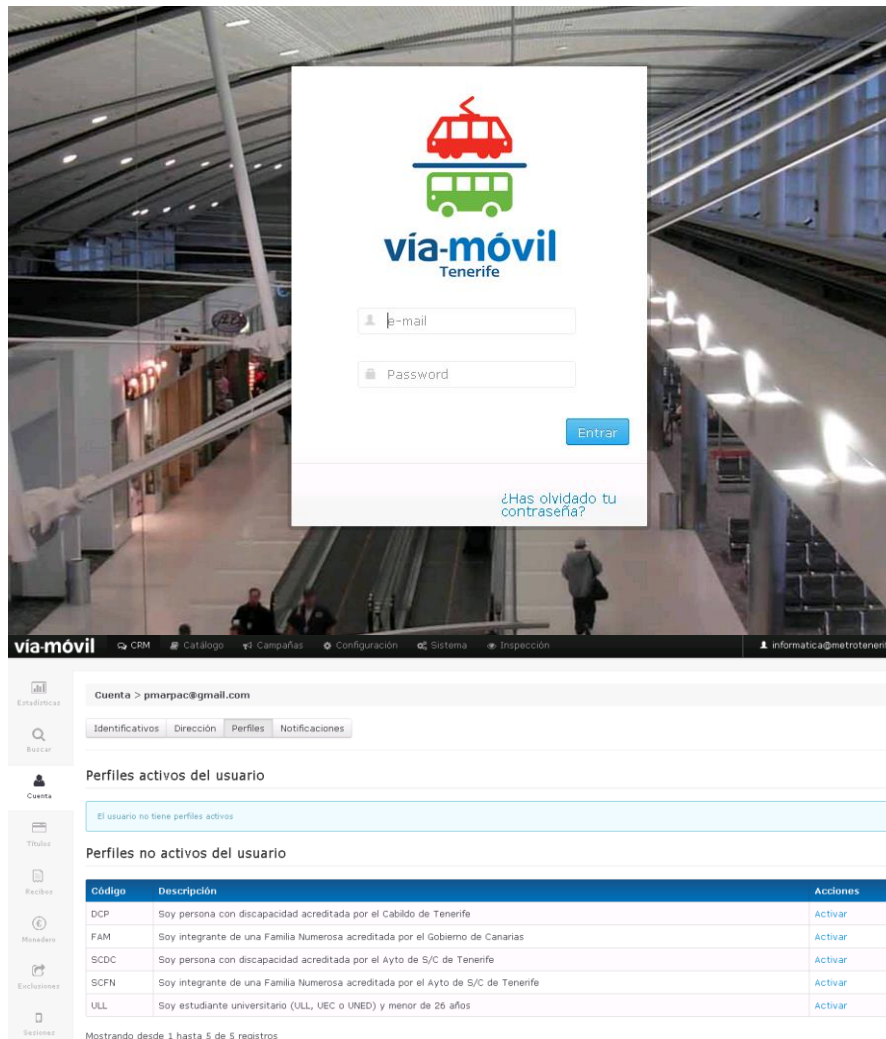 vía-móvil
Tenerife
e-mail
Password
Entrar
¿Has olvidado tu
contraseña?
vía-móvil CRM Catálogo Campañas Configuración Sistema Inspección informatica@metrotenerif
Estadísticas
Buscar
Cuenta
Títulos
Recibos
Monedero
Exclusiones
Sesiones
Cuenta > pmarpac@gmail.com
Identificativos Dirección Perfiles Notificaciones
Perfiles activos del usuario
El usuario no tiene perfiles activos
Perfiles no activos del usuario
Código Descripción Acciones
DCP Soy persona con discapacidad acreditada por el Cabildo de Tenerife Activar
FAM Soy integrante de una Familia Numerosa acreditada por el Gobierno de Canarias Activar
SCDC Soy persona con discapacidad acreditada por el Ayto de S/C de Tenerife Activar
SCFN Soy integrante de una Familia Numerosa acreditada por el Ayto de S/C de Tenerife Activar
ULL Soy estudiante universitario (ULL, UEC o UNED) y menor de 26 años Activar
Mostrando desde 1 hasta 5 de 5 registros